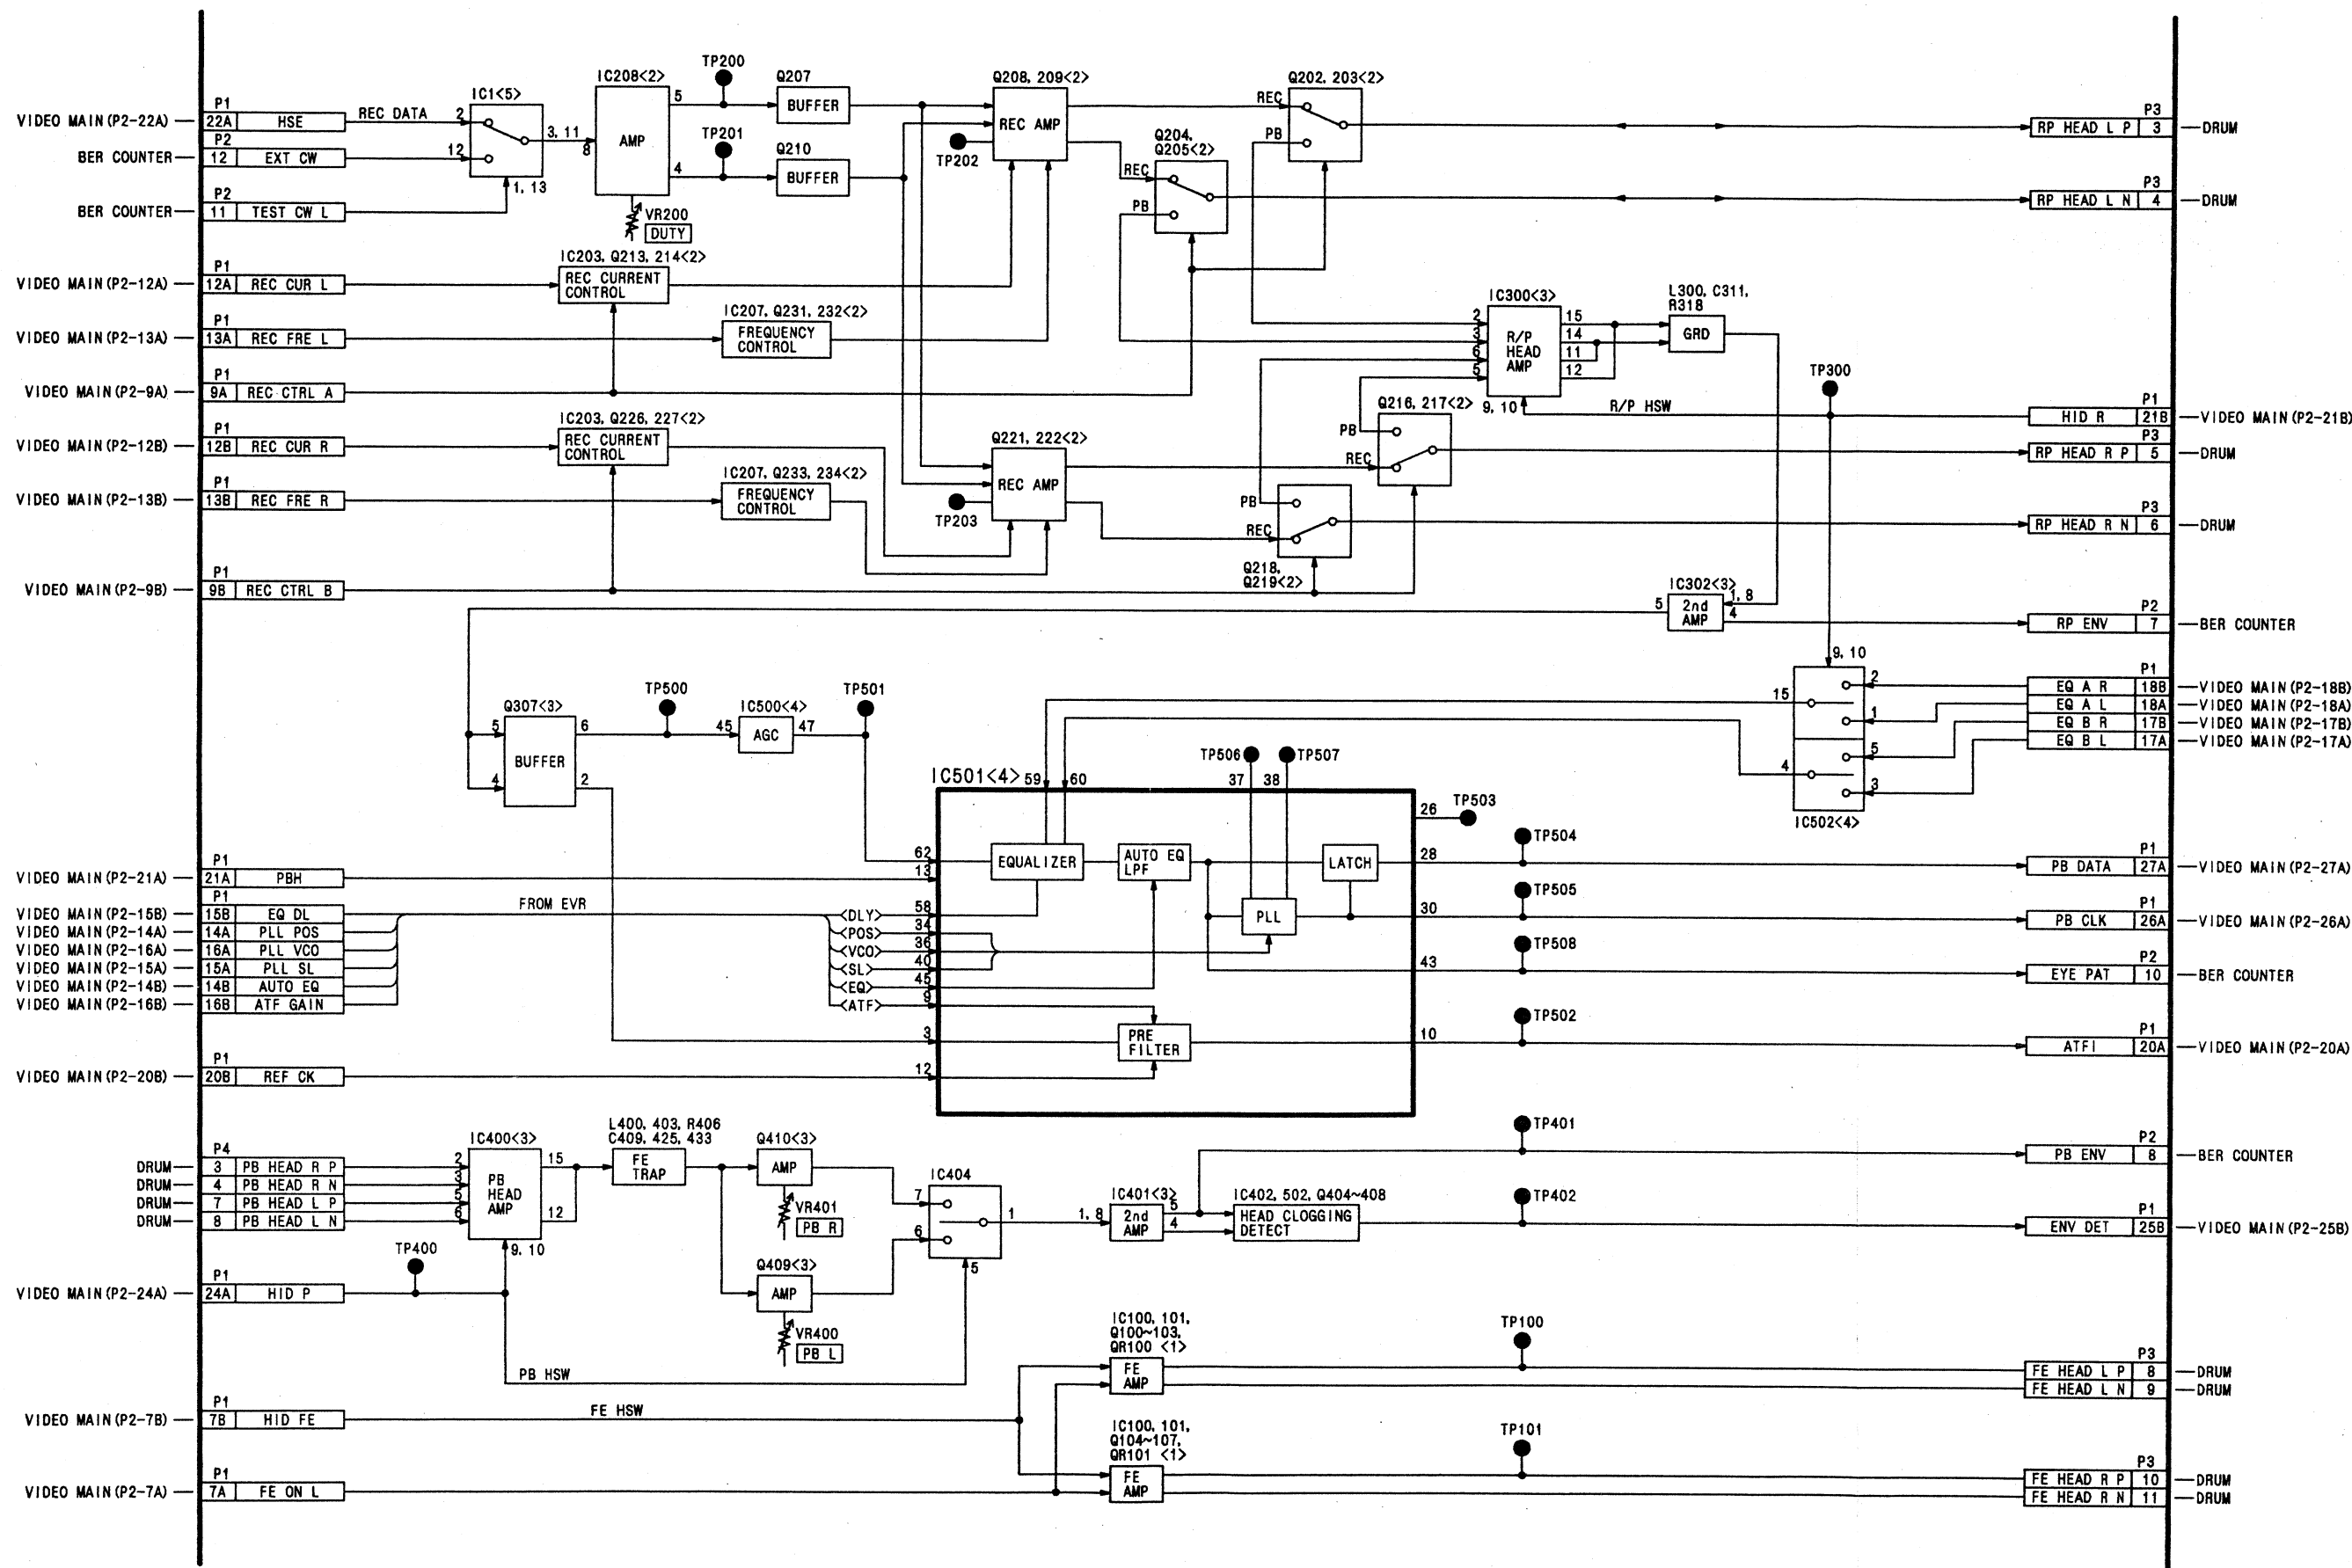 TP200
IC208<2>
Q207
Q208, 209<2>
Q202, 203<2>
IC1<5>
5
BUFFER
REC
P1
VIDEO MAIN(P2-22A)
22A
HSE
REC DATA
2
P2
BER COUNTER
12
EXT CW
12
3, 11
8
AMP
TP201
Q210
4
BUFFER
REC AMP
TP202
PB
Q204,
Q205<2>
REC
PB
P3
RP HEAD L P
3
DRUM
P2
BER COUNTER
11
TEST CW L
1, 13
VR200
DUTY
P3
RP HEAD L N
4
DRUM
IC203, Q213, 214<2>
P1
VIDEO MAIN(P2-12A)
12A
REC CUR L
REC CURRENT
CONTROL
IC207, Q231, 232<2>
P1
VIDEO MAIN(P2-13A)
13A
REC FRE L
FREQUENCY
CONTROL
IC300<3>
2
3
6
5
R/P
HEAD
AMP
15
14
11
12
L300, C311,
R318
GRD
TP300
P1
VIDEO MAIN(P2-9A)
9A
REC CTRL A
9, 10
R/P HSW
P1
HID R
21B
VIDEO MAIN(P2-21B)
IC203, Q226, 227<2>
P1
VIDEO MAIN(P2-12B)
12B
REC CUR R
REC CURRENT
CONTROL
Q221, 222<2>
Q216, 217<2>
PB
REC
P3
RP HEAD R P
5
DRUM
IC207, Q233, 234<2>
P1
VIDEO MAIN(P2-13B)
13B
REC FRE R
FREQUENCY
CONTROL
REC AMP
TP203
PB
REC
P3
RP HEAD R N
6
DRUM
Q218,
Q219<2>
P1
VIDEO MAIN(P2-9B)
9B
REC CTRL B
IC302<3>
5
2nd
AMP
1, 8
4
P2
RP ENV
7
BER COUNTER
9, 10
15
2
1
4
5
3
IC502<4>
P1
EQ A R
18B
VIDEO MAIN(P2-18B)
EQ A L
18A
VIDEO MAIN(P2-18A)
EQ B R
17B
VIDEO MAIN(P2-17B)
EQ B L
17A
VIDEO MAIN(P2-17A)
Q307<3>
5
4
BUFFER
6
2
TP500
IC500<4>
45
AGC
47
TP501
TP506
TP507
IC501<4>
59
60
37
38
26
TP503
62
EQUALIZER
AUTO EQ
LPF
LATCH
28
TP504
P1
PB DATA
27A
VIDEO MAIN(P2-27A)
P1
VIDEO MAIN(P2-21A)
21A
PBH
13
P1
VIDEO MAIN(P2-15B)
15B
EQ DL
FROM EVR
<DLY>
58
VIDEO MAIN(P2-14A)
14A
PLL POS
<POS>
34
VIDEO MAIN(P2-16A)
16A
PLL VCO
<VCO>
36
VIDEO MAIN(P2-15A)
15A
PLL SL
<SL>
40
VIDEO MAIN(P2-14B)
14B
AUTO EQ
<EQ>
45
VIDEO MAIN(P2-16B)
16B
ATF GAIN
<ATF>
9
PLL
30
TP505
P1
PB CLK
26A
VIDEO MAIN(P2-26A)
43
TP508
P2
EYE PAT
10
BER COUNTER
3
PRE
FILTER
10
TP502
P1
ATFI
20A
VIDEO MAIN(P2-20A)
P1
VIDEO MAIN(P2-20B)
20B
REF CK
12
P4
DRUM
3
PB HEAD R P
DRUM
4
PB HEAD R N
DRUM
7
PB HEAD L P
DRUM
8
PB HEAD L N
IC400<3>
2
3
5
6
PB
HEAD
AMP
15
12
9, 10
L400, 403, R406
C409, 425, 433
FE
TRAP
Q410<3>
AMP
VR401
PB R
IC404
7
6
1
5
IC401<3>
1, 8
2nd
AMP
5
4
IC402, 502, Q404~408
HEAD CLOGGING
DETECT
TP401
P2
PB ENV
8
BER COUNTER
TP402
P1
ENV DET
25B
VIDEO MAIN(P2-25B)
TP400
P1
VIDEO MAIN(P2-24A)
24A
HID P
Q409<3>
AMP
VR400
PB L
PB HSW
IC100, 101,
Q100~103,
QR100 <1>
FE
AMP
TP100
P3
FE HEAD L P
8
DRUM
FE HEAD L N
9
DRUM
P1
VIDEO MAIN(P2-7B)
7B
HID FE
FE HSW
IC100, 101,
Q104~107,
QR101 <1>
FE
AMP
TP101
P3
FE HEAD R P
10
DRUM
FE HEAD R N
11
DRUM
P1
VIDEO MAIN(P2-7A)
7A
FE ON L